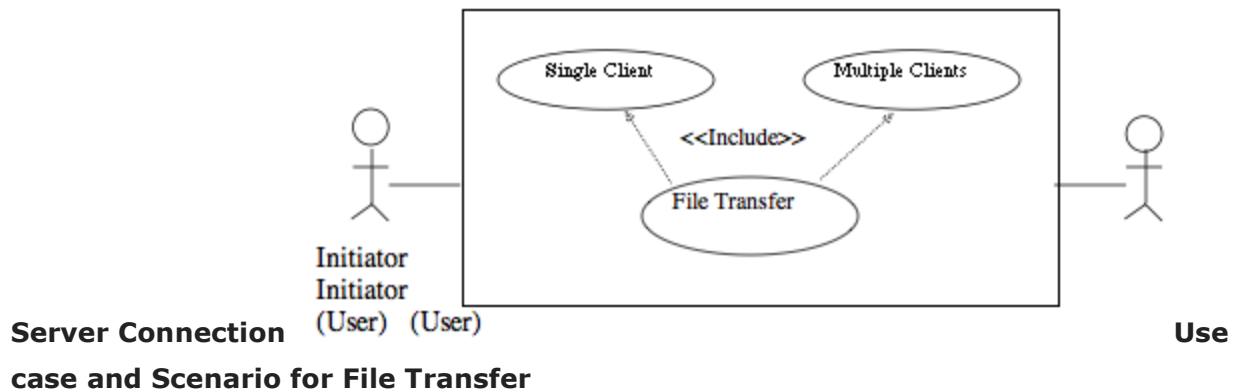 Single Client
Multiple Clients
<<Include>>
File Transfer
Initiator
Initiator
(User) (User)
Server Connection Use
case and Scenario for File Transfer